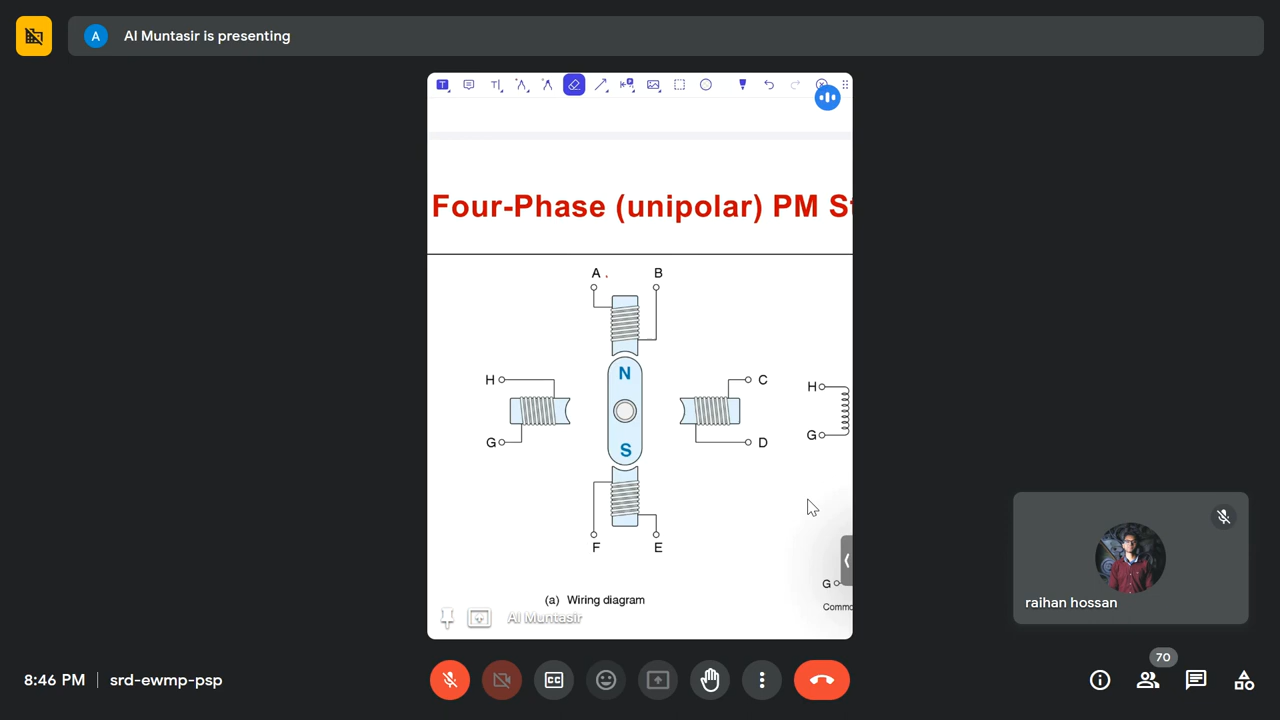 A
Al Muntasir is presenting
Four-Phase (unipolar) PM St
A .
B
N
H
C
H
G
D
G
S
F
E
G
(a) Wiring diagram
Commo
Al Muntasir
raihan hossan
8:46 PM | srd-ewmp-psp
70